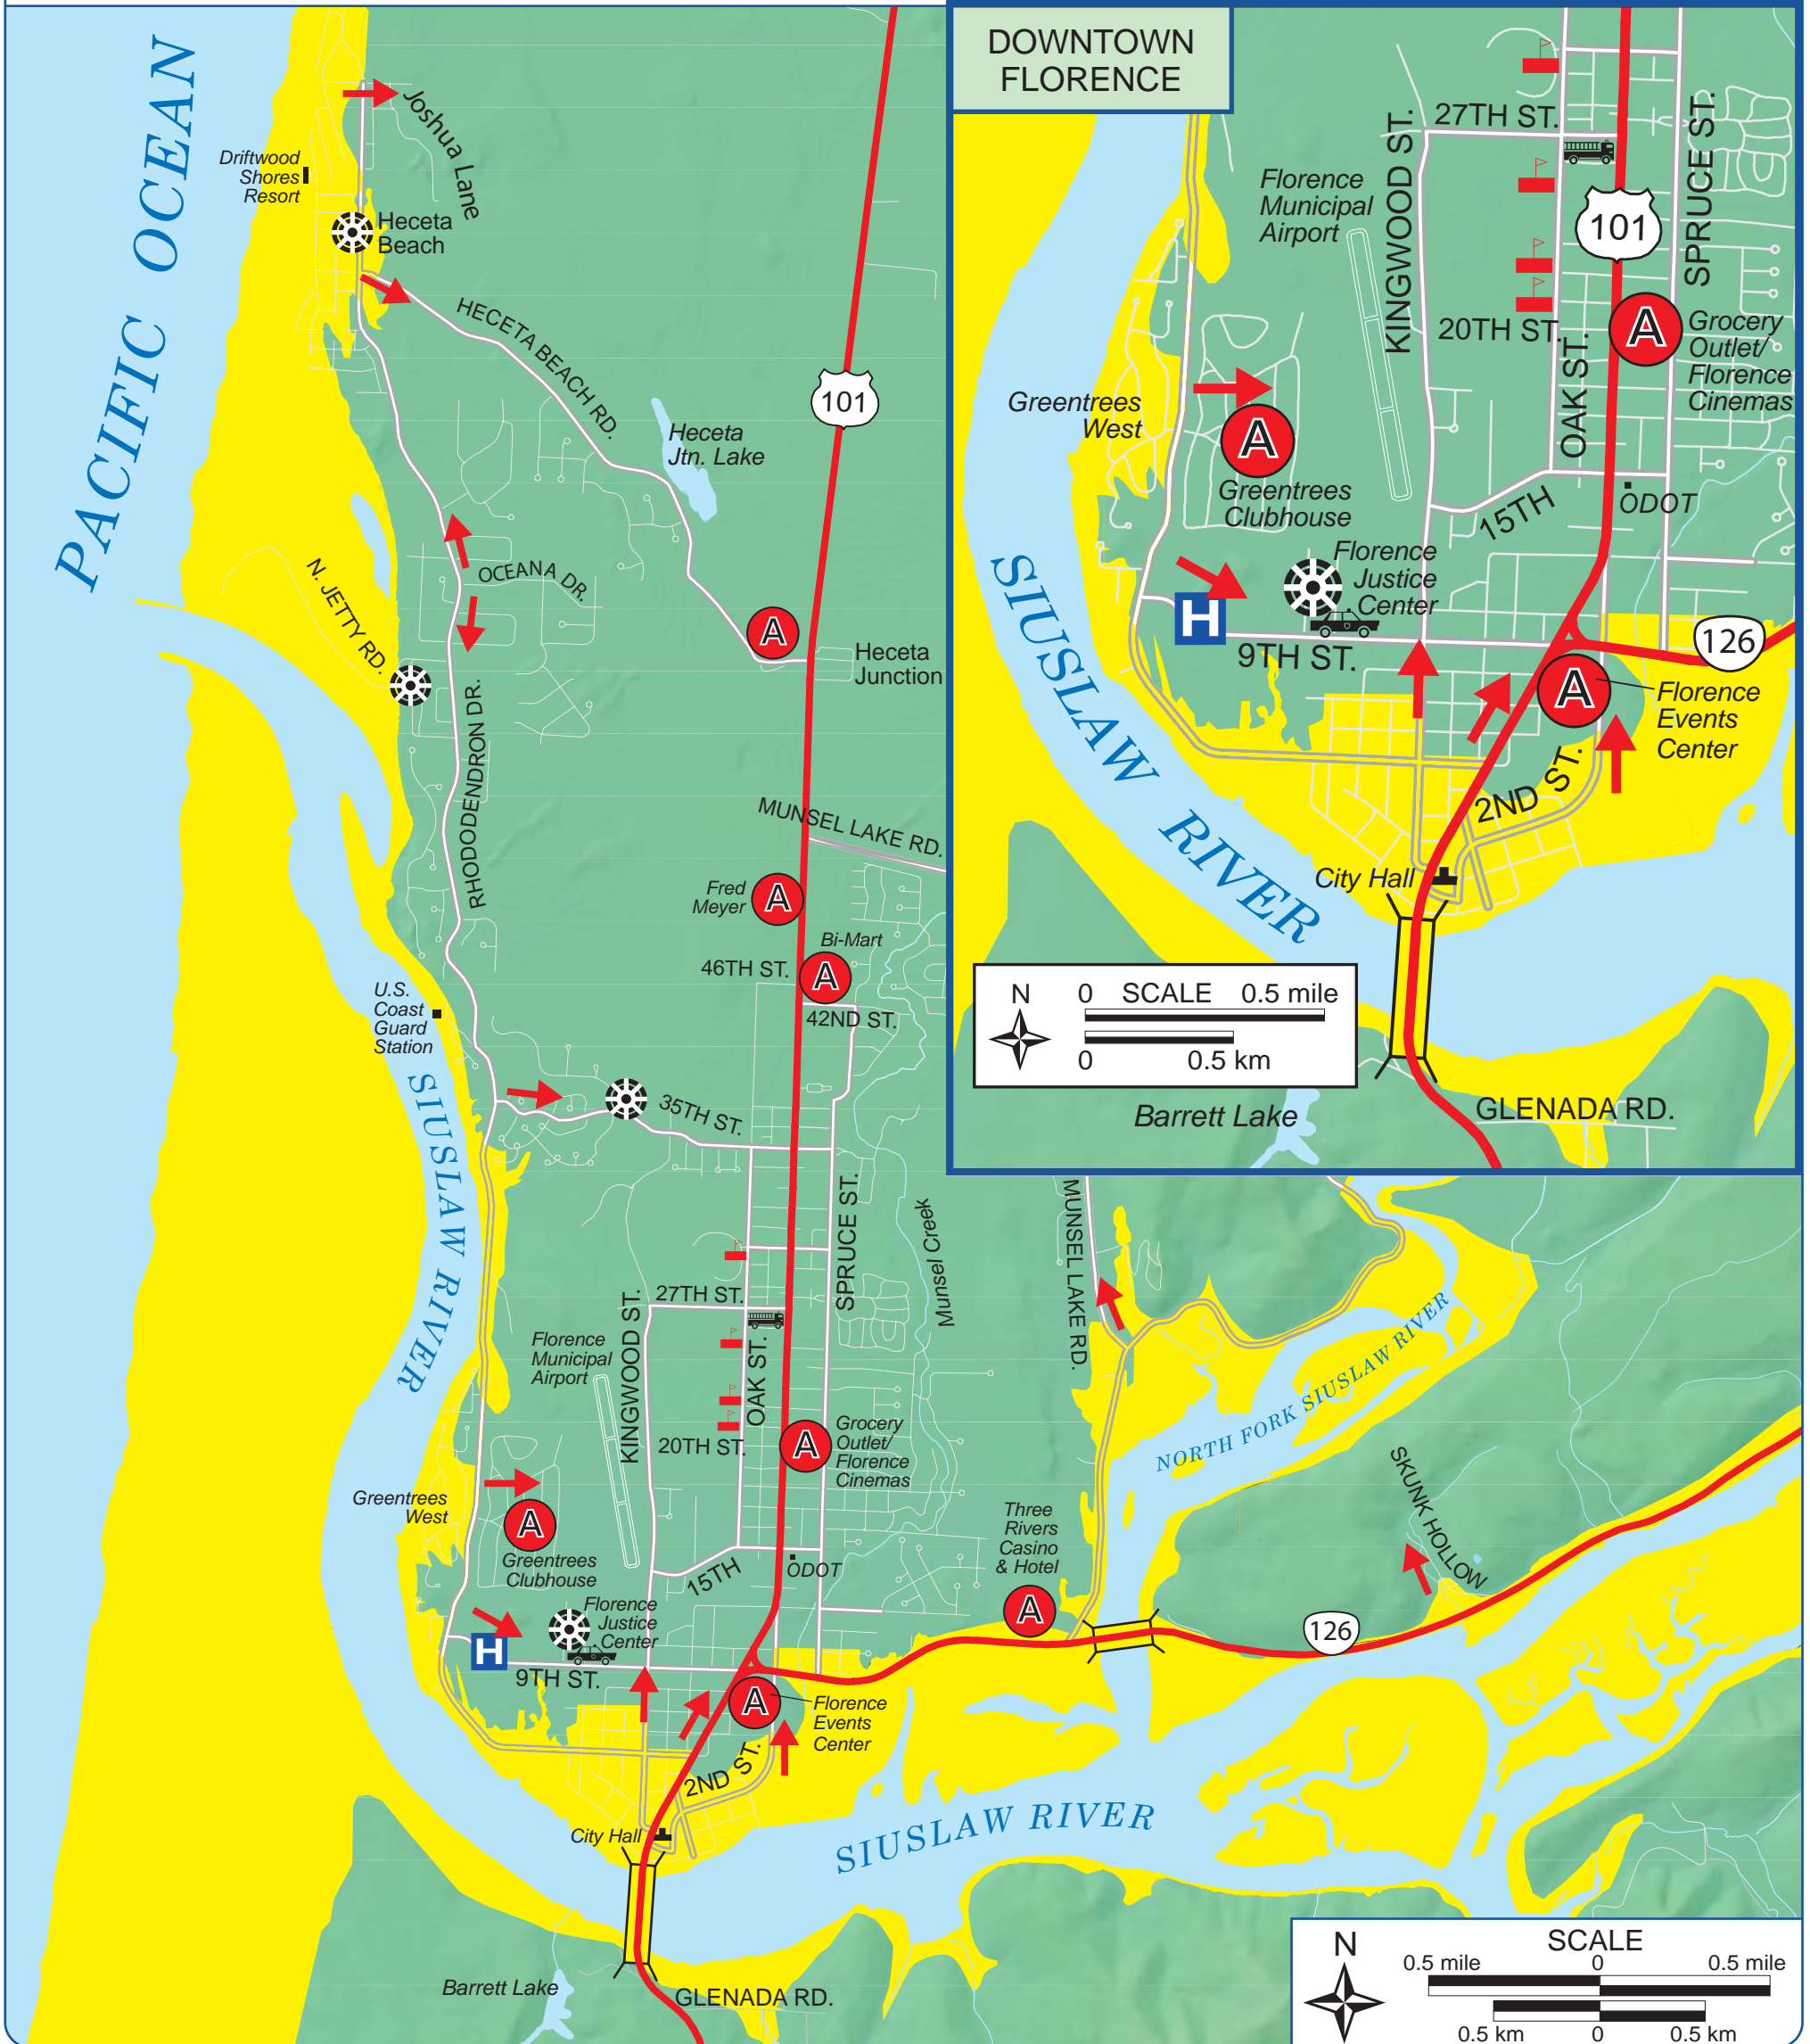 PACIFIC OCEAN
Joshua Lane
Driftwood
Shores
Resort
Heceta
Beach
HECETA BEACH RD.
Heceta
Jtn. Lake
101
OCEANA DR.
N. JETTY RD.
A
Heceta
Junction
RHODODENDRON DR.
MUNSEL LAKE RD.
Fred
Meyer
A
Bi-Mart
46TH ST.
A
42ND ST.
U.S.
Coast
Guard
Station
SIUSLAW RIVER
35TH ST.
SPRUCE ST.
Munsel Creek
27TH ST.
KINGWOOD ST.
Florence
Municipal
Airport
OAK ST.
20TH ST.
A
Grocery
Outlet/
Florence
Cinemas
Greentrees
West
A
Greentrees
Clubhouse
15TH
ODOT
Florence
Justice
Center
H
9TH ST.
A
Florence
Events
Center
2ND ST.
City Hall
SIUSLAW RIVER
Barrett Lake
GLENADA RD.
MUNSEL LAKE RD.
NORTH FORK SIUSLAW RIVER
SKUNK HOLLOW
Three
Rivers
Casino
& Hotel
A
126
N
SCALE
0.5 mile 0 0.5 mile
0.5 km 0 0.5 km
DOWNTOWN
FLORENCE
27TH ST.
KINGWOOD ST.
SPRUCE ST.
Florence
Municipal
Airport
101
20TH ST.
OAK ST.
A
Grocery
Outlet/
Florence
Cinemas
Greentrees
West
A
Greentrees
Clubhouse
15TH
ODOT
Florence
Justice
Center
H
9TH ST.
126
A
Florence
Events
Center
2ND ST.
SIUSLAW RIVER
City Hall
N
0 SCALE 0.5 mile
0 0.5 km
Barrett Lake
GLENADA RD.